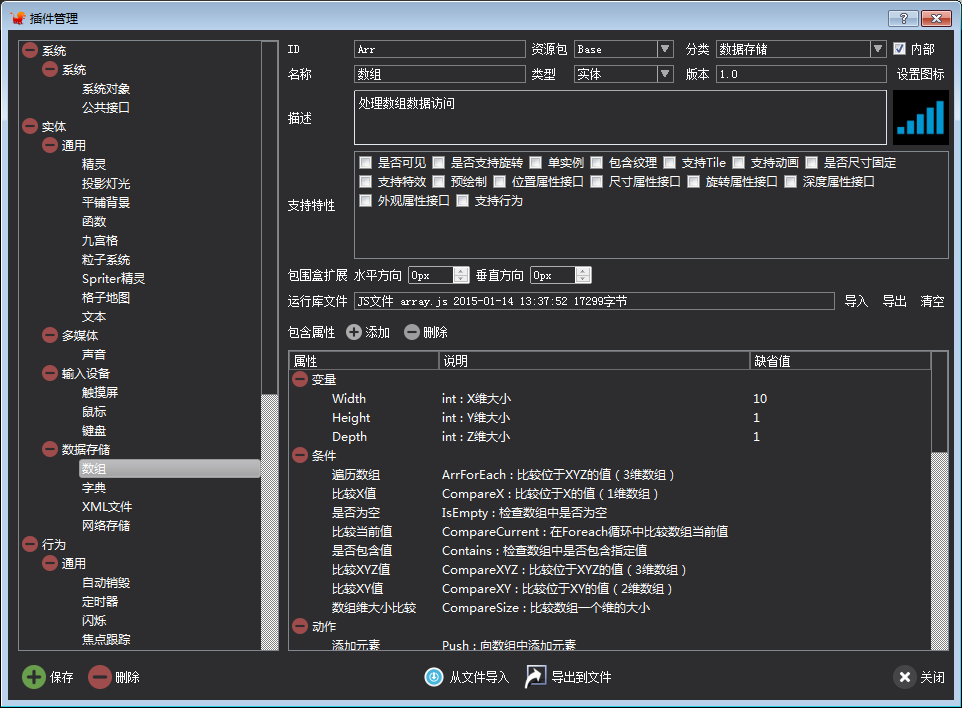 插件管理
系统
系统
系统对象
公共接口
实体
通用
精灵
投影灯光
平铺背景
函数
九宫格
粒子系统
Spriter精灵
格子地图
文本
多媒体
声音
输入设备
触摸屏
鼠标
键盘
数据存储
数组
字典
XML文件
网络存储
行为
通用
自动销毁
定时器
闪烁
焦点跟踪
ID Arr 资源包 Base 分类 数据存储 内部
名称 数组 类型 实体 版本 1.0 设置图标
描述 处理数组数据访问
支持特性
是否可见 是否支持旋转 单实例 包含纹理 支持Tile 支持动画 是否尺寸固定
支持特效 预绘制 位置属性接口 尺寸属性接口 旋转属性接口 深度属性接口
外观属性接口 支持行为
包围盒扩展 水平方向 0px 垂直方向 0px
运行库文件 JS文件 array.js 2015-01-14 13:37:52 17299字节 导入 导出 清空
包含属性 添加 删除
属性 说明 缺省值
变量
Width int : X维大小 10
Height int : Y维大小 1
Depth int : Z维大小 1
条件
遍历数组 ArrForEach : 比较位于XYZ的值 ( 3维数组 )
比较X值 CompareX : 比较位于X的值 ( 1维数组 )
是否为空 IsEmpty : 检查数组中是否为空
比较当前值 CompareCurrent : 在Foreach循环中比较数组当前值
是否包含值 Contains : 检查数组中是否包含指定值
比较XYZ值 CompareXYZ : 比较位于XYZ的值 ( 3维数组 )
比较XY值 CompareXY : 比较位于XY的值 ( 2维数组 )
数组维大小比较 CompareSize : 比较数组一个维的大小
动作
添加元素 Push : 向数组中添加元素
保存 删除 从文件导入 导出到文件 关闭